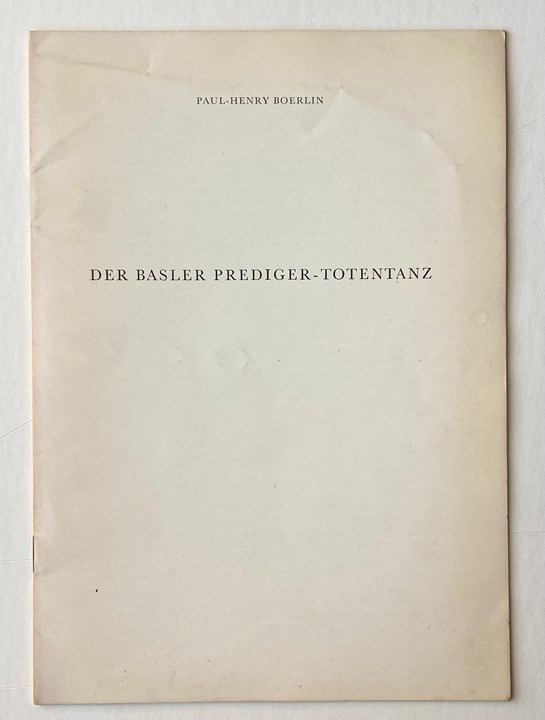 PAUL-HENRY BOERLIN
DER BASLER PREDIGER-TOTENTANZ